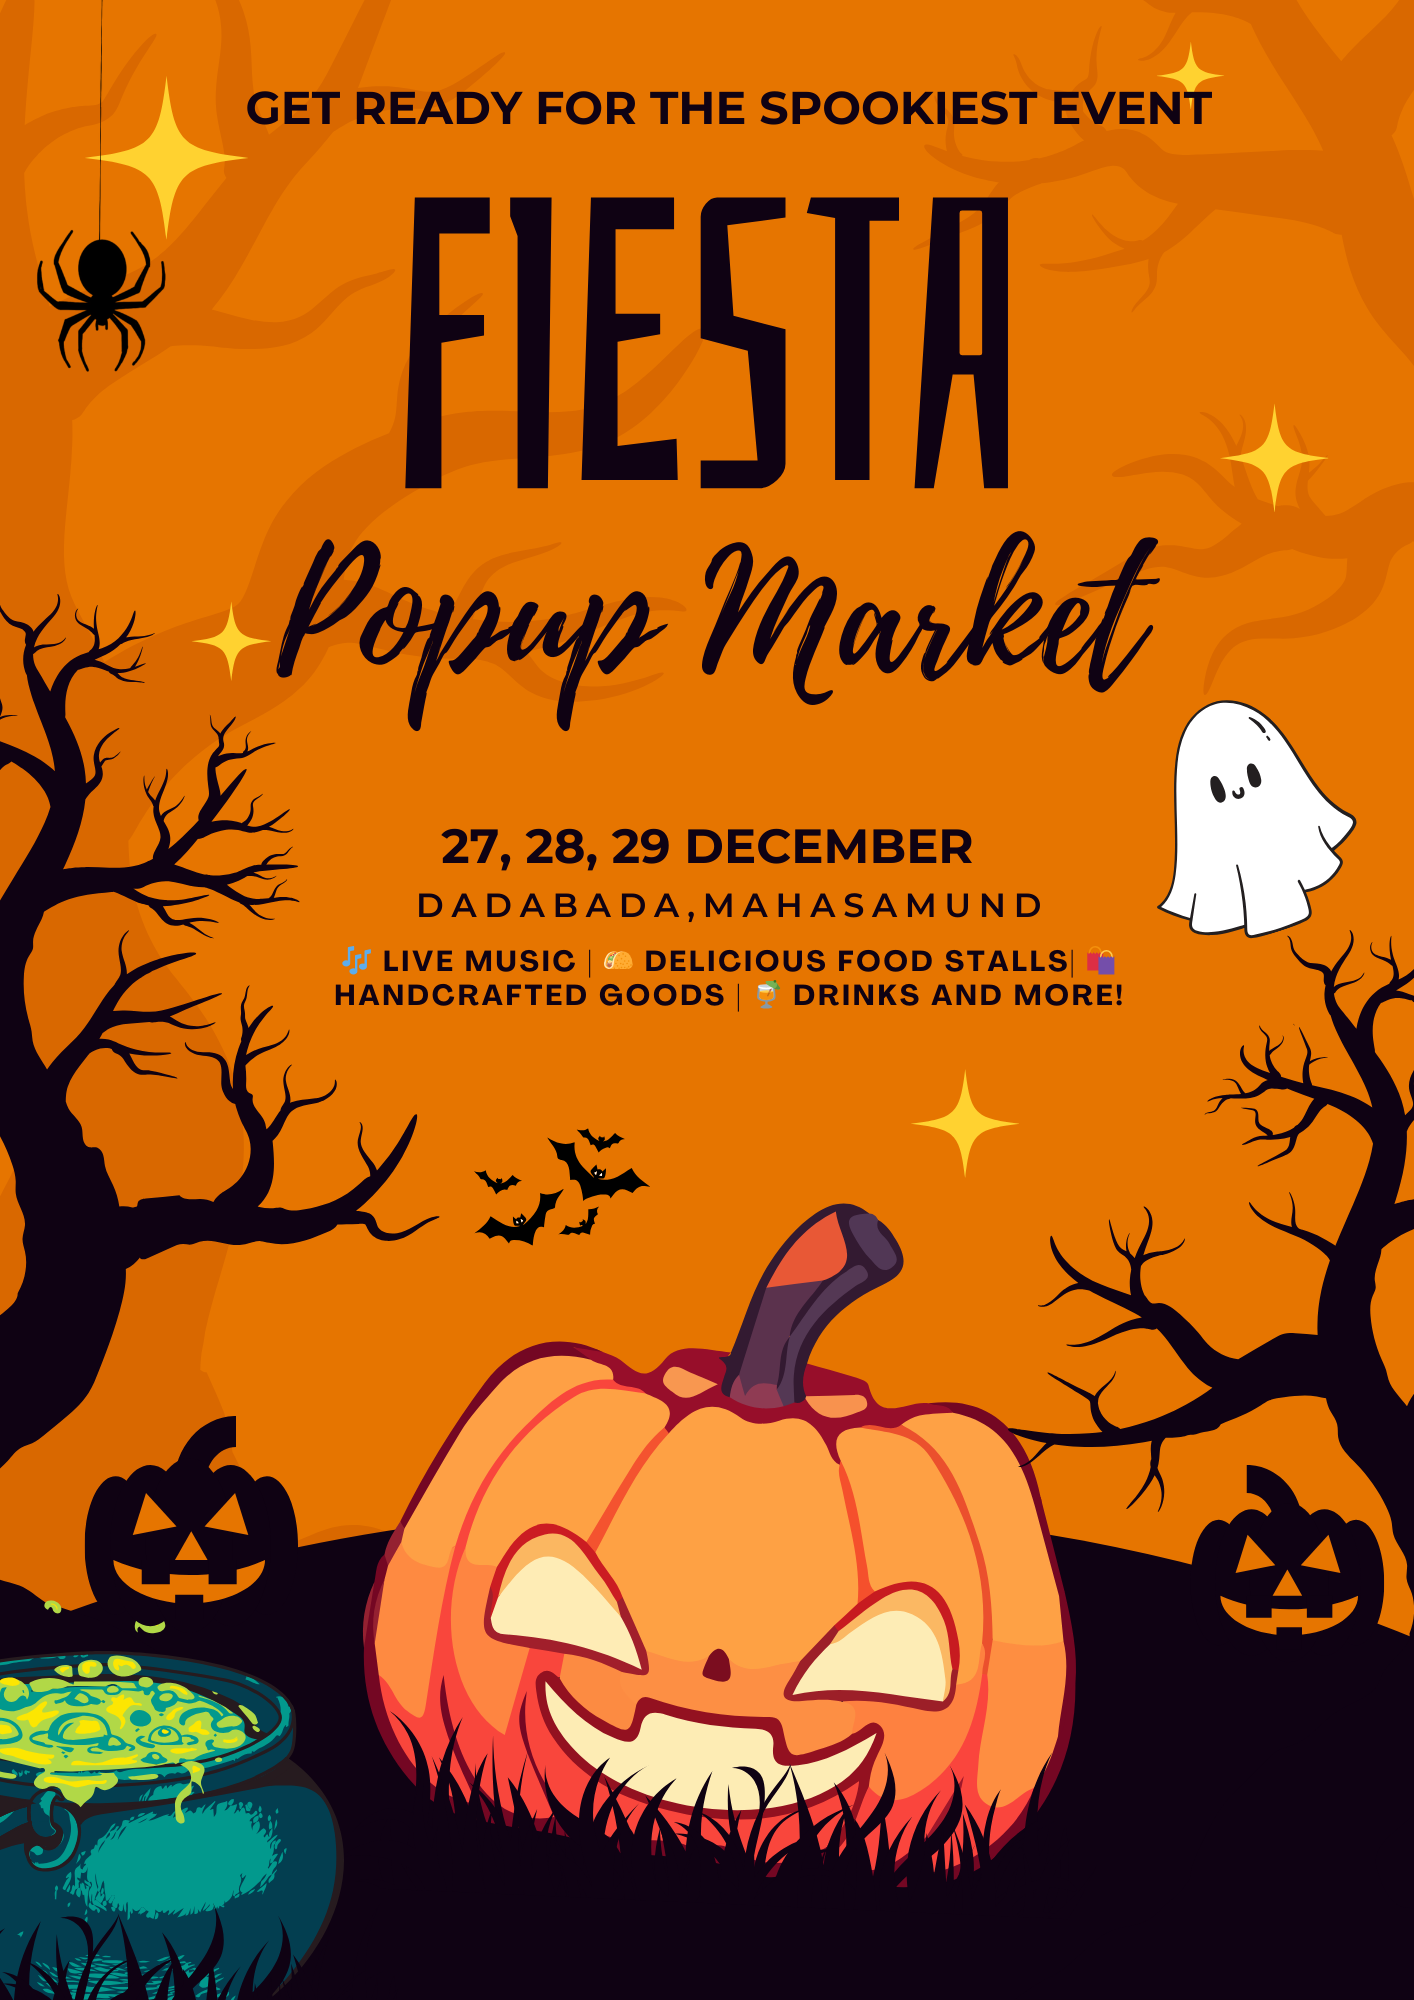 GET READY FOR THE SPOOKIEST EVENT
FIESTA
Popup Market
27, 28, 29 DECEMBER
DADABADA,MAHASAMUND
🎶 LIVE MUSIC | 🌮 DELICIOUS FOOD STALLS| 🛍️
HANDCRAFTED GOODS | 🍹 DRINKS AND MORE!